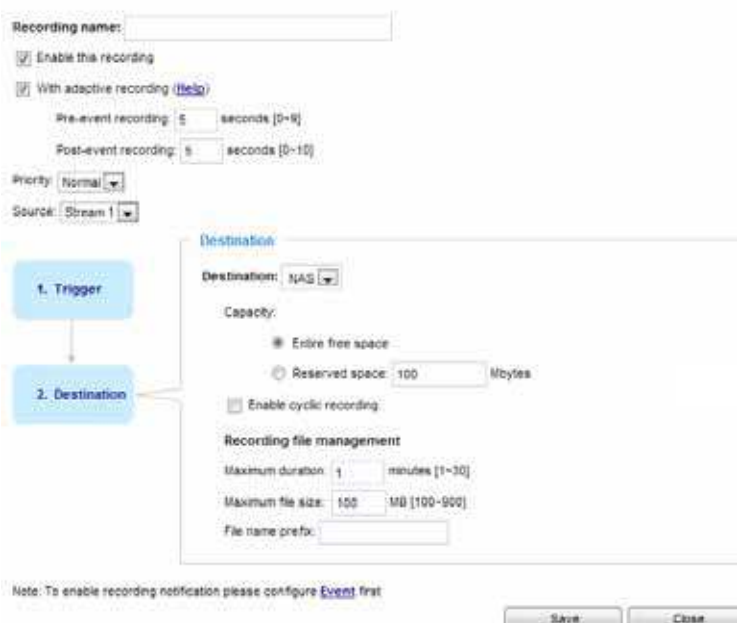 Recording name:
Enable this recording
With adaptive recording (Help)
Pre-event recording: 5 seconds [0~9]
Post-event recording: 5 seconds [0~10]
Priority: Normal
Source: Stream 1
Destination
1. Trigger
2. Destination
Destination: NAS
Capacity:
Entire free space
Reserved space: 100 Mbytes
Enable cyclic recording
Recording file management
Maximum duration: 1 minutes [1~30]
Maximum file size: 100 MB [100~900]
File name prefix:
Note: To enable recording notification please configure Event first
Save Close